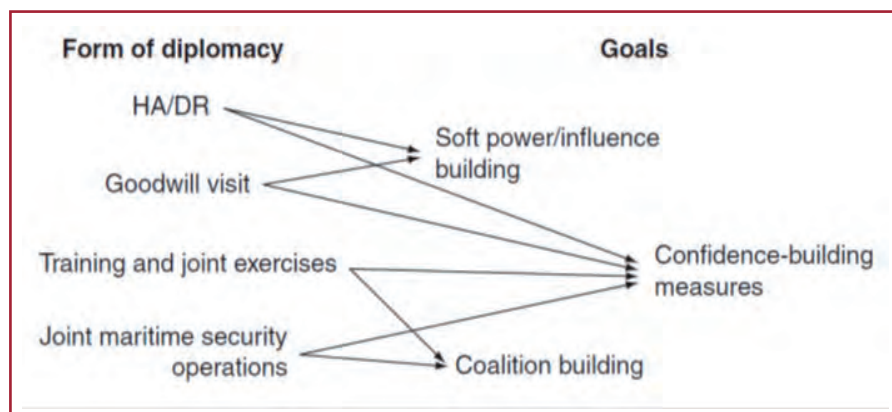 Form of diplomacy
Goals
HA/DR
Soft power/influence
building
Goodwill visit
Training and joint exercises
Confidence-building
measures
Joint maritime security
operations
Coalition building